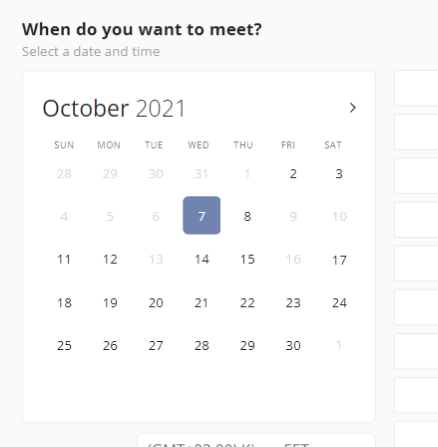 When do you want to meet?
Select a date and time
October 2021 >
SUN MON TUE WED THU FRI SAT
28 29 30 31 1 2 3
4 5 6 7 8 9 10
11 12 13 14 15 16 17
18 19 20 21 22 23 24
25 26 27 28 29 30 1